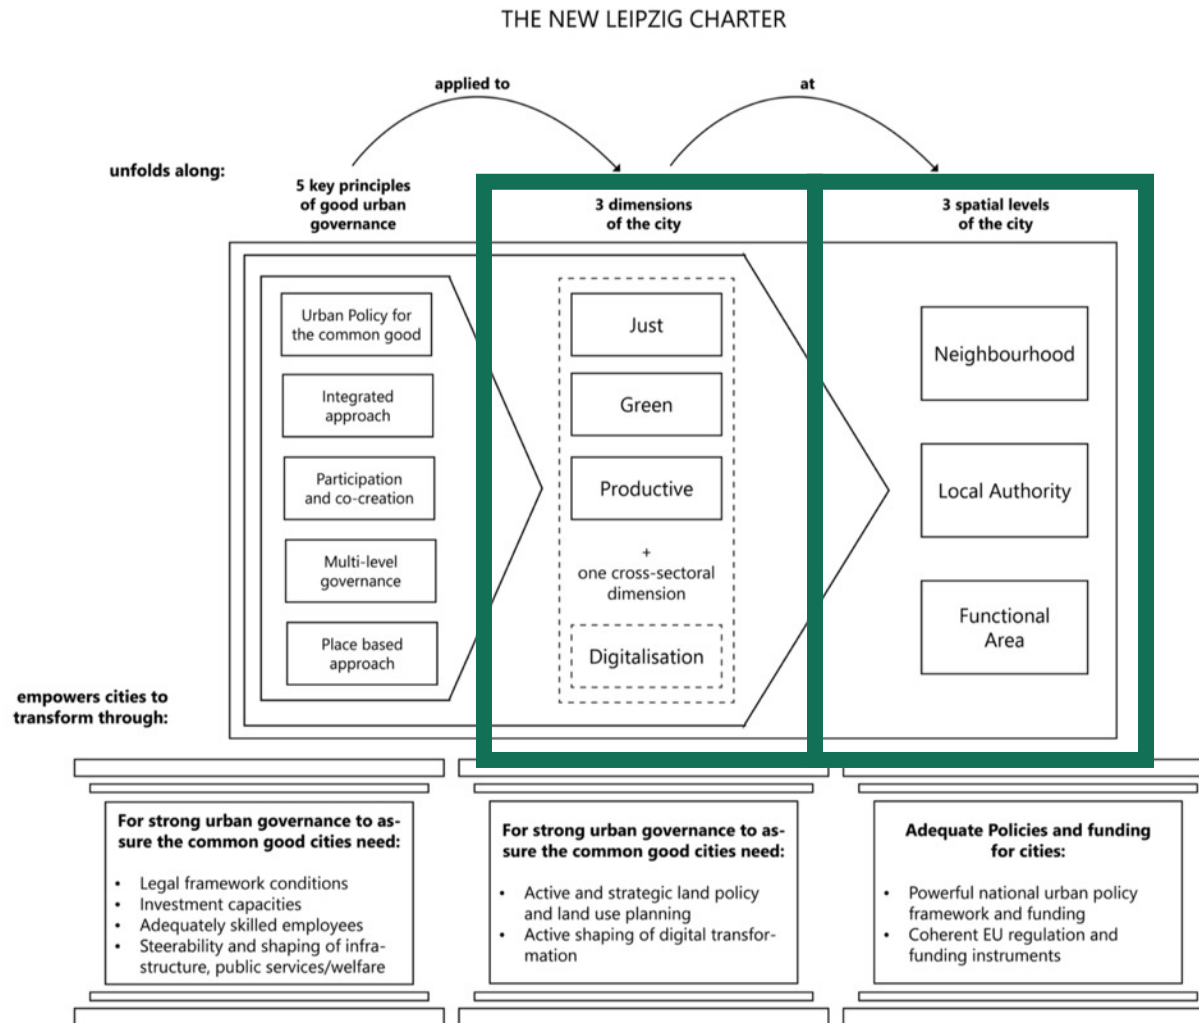 THE NEW LEIPZIG CHARTER
applied to
at
unfolds along:
5 key principles
of good urban
governance
3 dimensions
of the city
3 spatial levels
of the city
Urban Policy for
the common good
Integrated
approach
Participation
and co-creation
Multi-level
governance
Place based
approach
Just
Green
Productive
+
one cross-sectoral
dimension
Digitalisation
Neighbourhood
Local Authority
Functional
Area
empowers cities to
transform through:
For strong urban governance to as-
sure the common good cities need:
• Legal framework conditions
• Investment capacities
• Adequately skilled employees
• Steerability and shaping of infra-
structure, public services/welfare
For strong urban governance to as-
sure the common good cities need:
• Active and strategic land policy
and land use planning
• Active shaping of digital transfor-
mation
Adequate Policies and funding
for cities:
• Powerful national urban policy
framework and funding
• Coherent EU regulation and
funding instruments